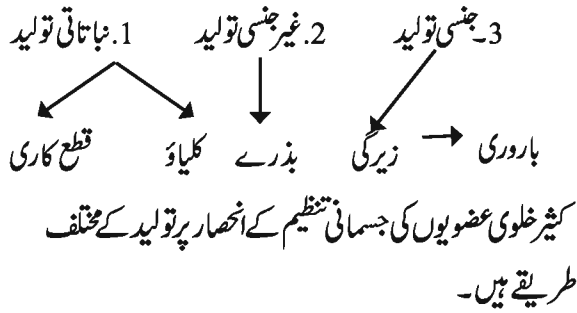 3۔ جنسی تولید 2. غیر جنسی تولید 1. نباتاتی تولید
باروری زیرگی بذرے کلیاؤ قطع کاری
کثیر خلوی عضویوں کی جسمانی تنظیم کے انحصار پر تولید کے مختلف
طریقے ہیں۔